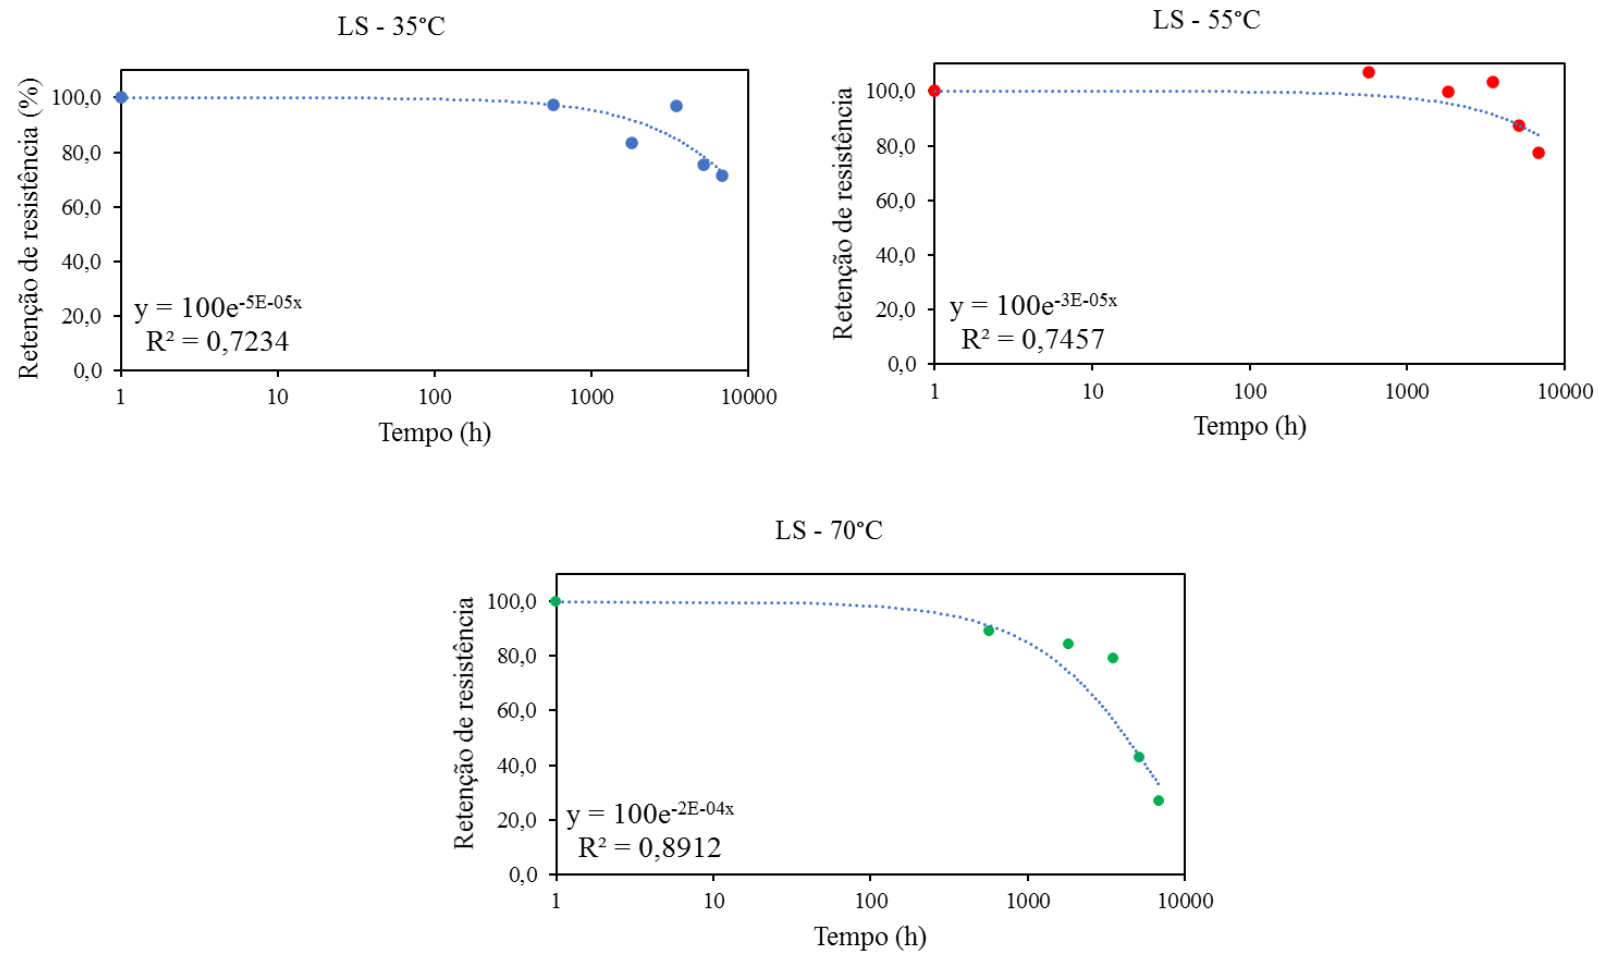 LS - 35°C
Retenção de resistência (%)
100,0
80,0
60,0
40,0
20,0
0,0
y = 100e^-5E-05x
R² = 0,7234
1 10 100 1000 10000
Tempo (h)
LS - 55°C
Retenção de resistência
100,0
80,0
60,0
40,0
20,0
0,0
y = 100e^-3E-05x
R² = 0,7457
1 10 100 1000 10000
Tempo (h)
LS - 70°C
Retenção de resistência
100,0
80,0
60,0
40,0
20,0
0,0
y = 100e^-2E-04x
R² = 0,8912
1 10 100 1000 10000
Tempo (h)